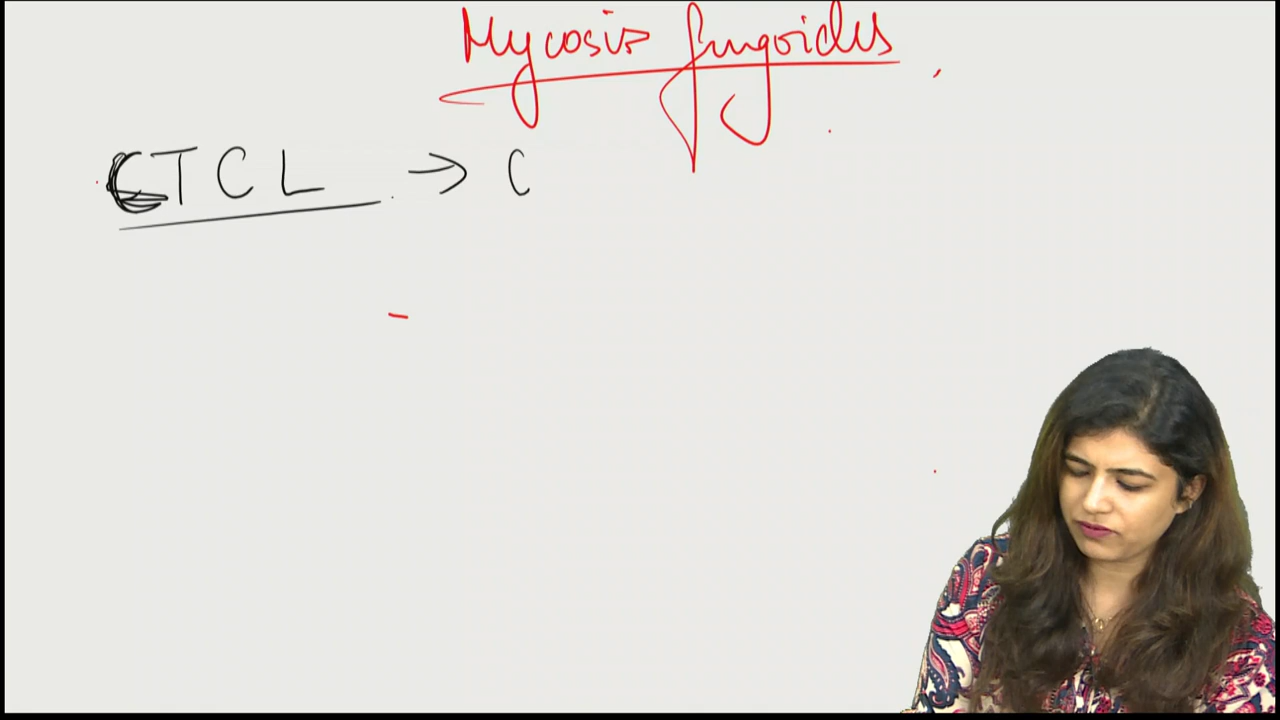 Mycosis fungoides
CTCL → C